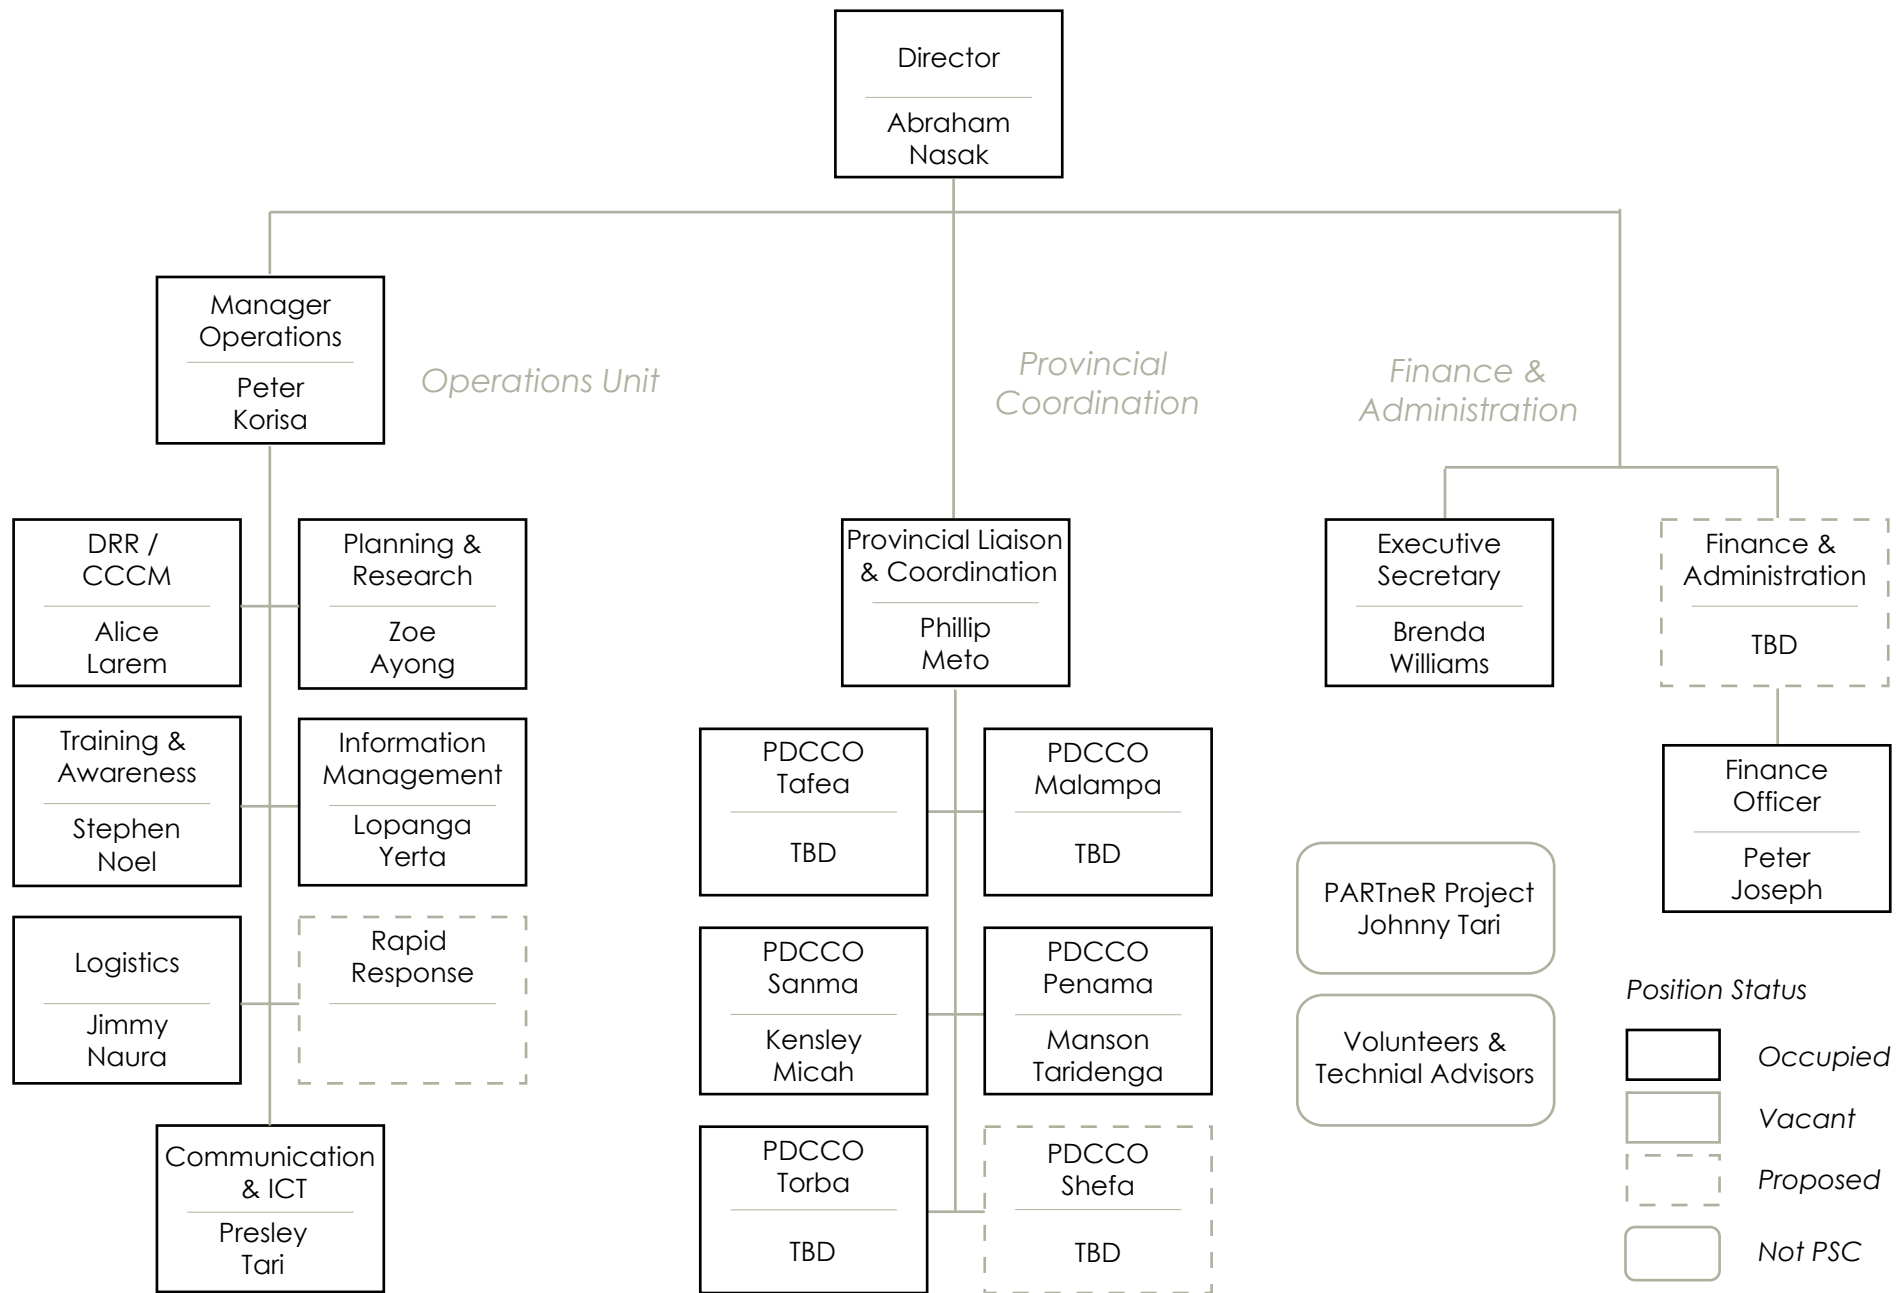 Director
Abraham
Nasak
Manager
Operations
Peter
Korisa
Operations Unit
Provincial
Coordination
Finance &
Administration
DRR /
CCCM
Alice
Larem
Planning &
Research
Zoe
Ayong
Training &
Awareness
Stephen
Noel
Information
Management
Lopanga
Yerta
Logistics
Jimmy
Naura
Rapid
Response
Communication
& ICT
Presley
Tari
Provincial Liaison
& Coordination
Phillip
Meto
PDCCO
Tafea
TBD
PDCCO
Malampa
TBD
PDCCO
Sanma
Kensley
Micah
PDCCO
Penama
Manson
Taridenga
PDCCO
Torba
TBD
PDCCO
Shefa
TBD
Executive
Secretary
Brenda
Williams
Finance &
Administration
TBD
Finance
Officer
Peter
Joseph
PARTneR Project
Johnny Tari
Volunteers &
Technial Advisors
Position Status
Occupied
Vacant
Proposed
Not PSC